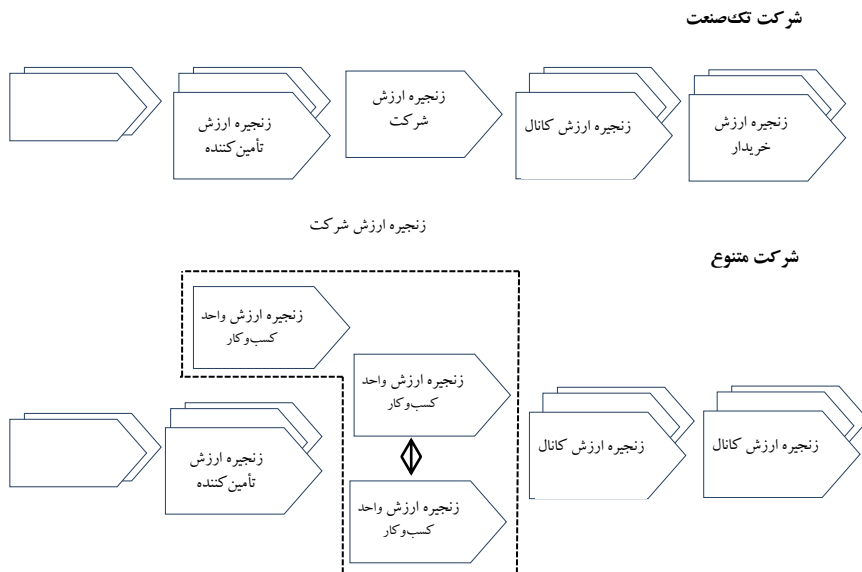 شرکت تک‌صنعت
زنجیره ارزش
تأمین‌کننده
زنجیره ارزش
شرکت
زنجیره ارزش کانال
زنجیره ارزش
خریدار
زنجیره ارزش شرکت
شرکت متنوع
زنجیره ارزش واحد
کسب‌وکار
زنجیره ارزش واحد
کسب‌وکار
زنجیره ارزش
تأمین‌کننده
زنجیره ارزش کانال
زنجیره ارزش کانال
زنجیره ارزش واحد
کسب‌وکار